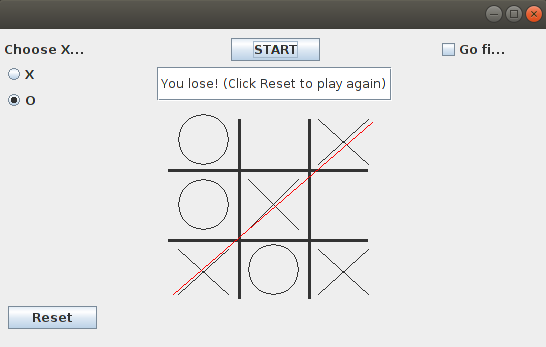 Choose X...
START
Go fi...
X
You lose! (Click Reset to play again)
O
Reset